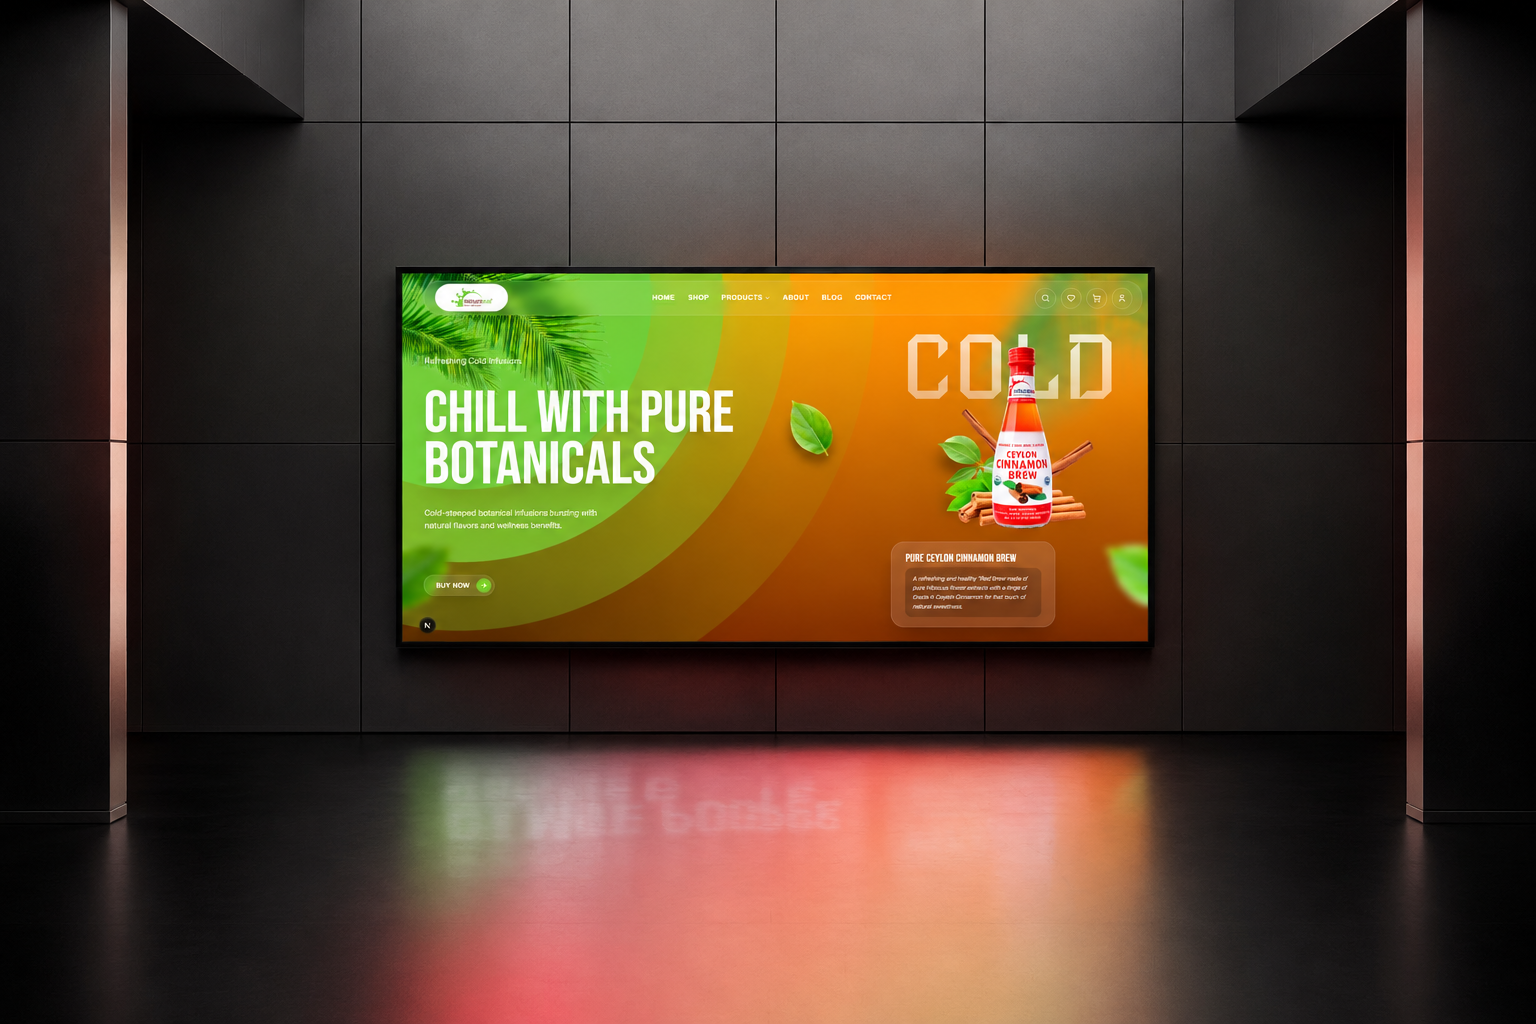 HOME SHOP PRODUCTS ABOUT BLOG CONTACT
Refreshing Cold Infusions
CHILL WITH PURE
BOTANICALS
Cold-steeped botanical infusions bursting with
natural flavors and wellness benefits.
BUY NOW
N
COLD
CEYLON
CINNAMON
BREW
PURE CEYLON CINNAMON BREW
A refreshing and healthy "Red Brew made of
pure hibiscus flower extracts with a tinge of
Ceylon Cinnamon for that touch of
natural sweetness.